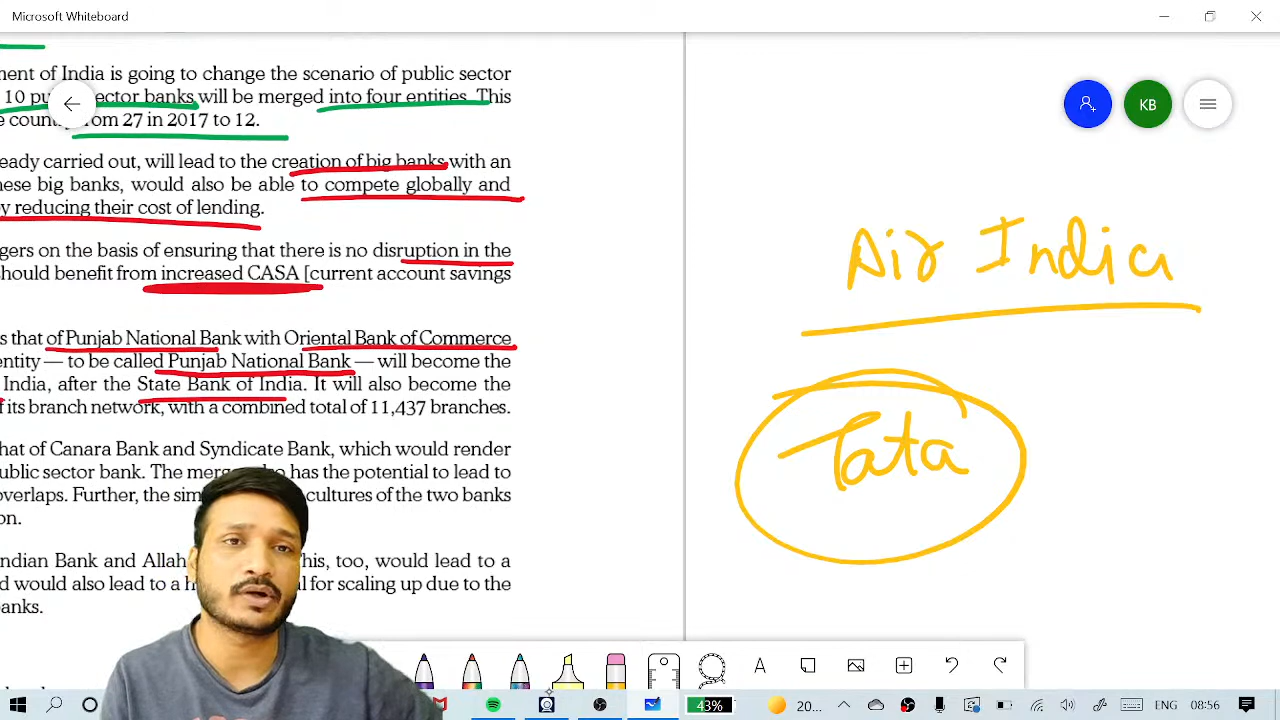 Microsoft Whiteboard
ment of India is going to change the scenario of public sector
10 pu ector banks will be merged into four entities. This
e count from 27 in 2017 to 12.
eady carried out, will lead to the creation of big banks with an
hese big banks, would also be able to compete globally and
y reducing their cost of lending.
gers on the basis of ensuring that there is no disruption in the
should benefit from increased CASA [current account savings
s that of Punjab National Bank with Oriental Bank of Commerce
entity — to be called Punjab National Bank — will become the
India, after the State Bank of India. It will also become the
f its branch network, with a combined total of 11,437 branches.
hat of Canara Bank and Syndicate Bank, which would render
ublic sector bank. The merg has the potential to lead to
overlaps. Further, the sim cultures of the two banks
on.
ndian Bank and Allah his, too, would lead to a
d would also lead to a h l for scaling up due to the
banks.
KB
Air India
Tata
A
43%
20...
ENG
08:56